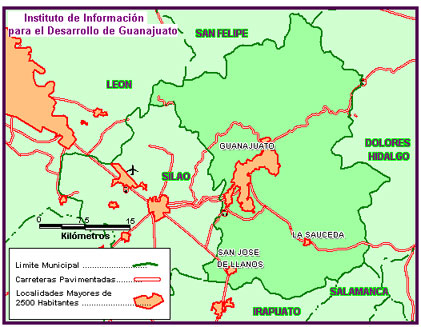 Instituto de Información
para el Desarrollo de Guanajuato
SAN FELIPE
LEON
GUANAJUATO
DOLORES
HIDALGO
SILAO
0 7.5 15
Kilómetros
LA SAUCEDA
SAN JOSE
DE LLANOS
SALAMANCA
IRAPUATO
Limite Municipal
Carreteras Pavimentadas
Localidades Mayores de
2500 Habitantes